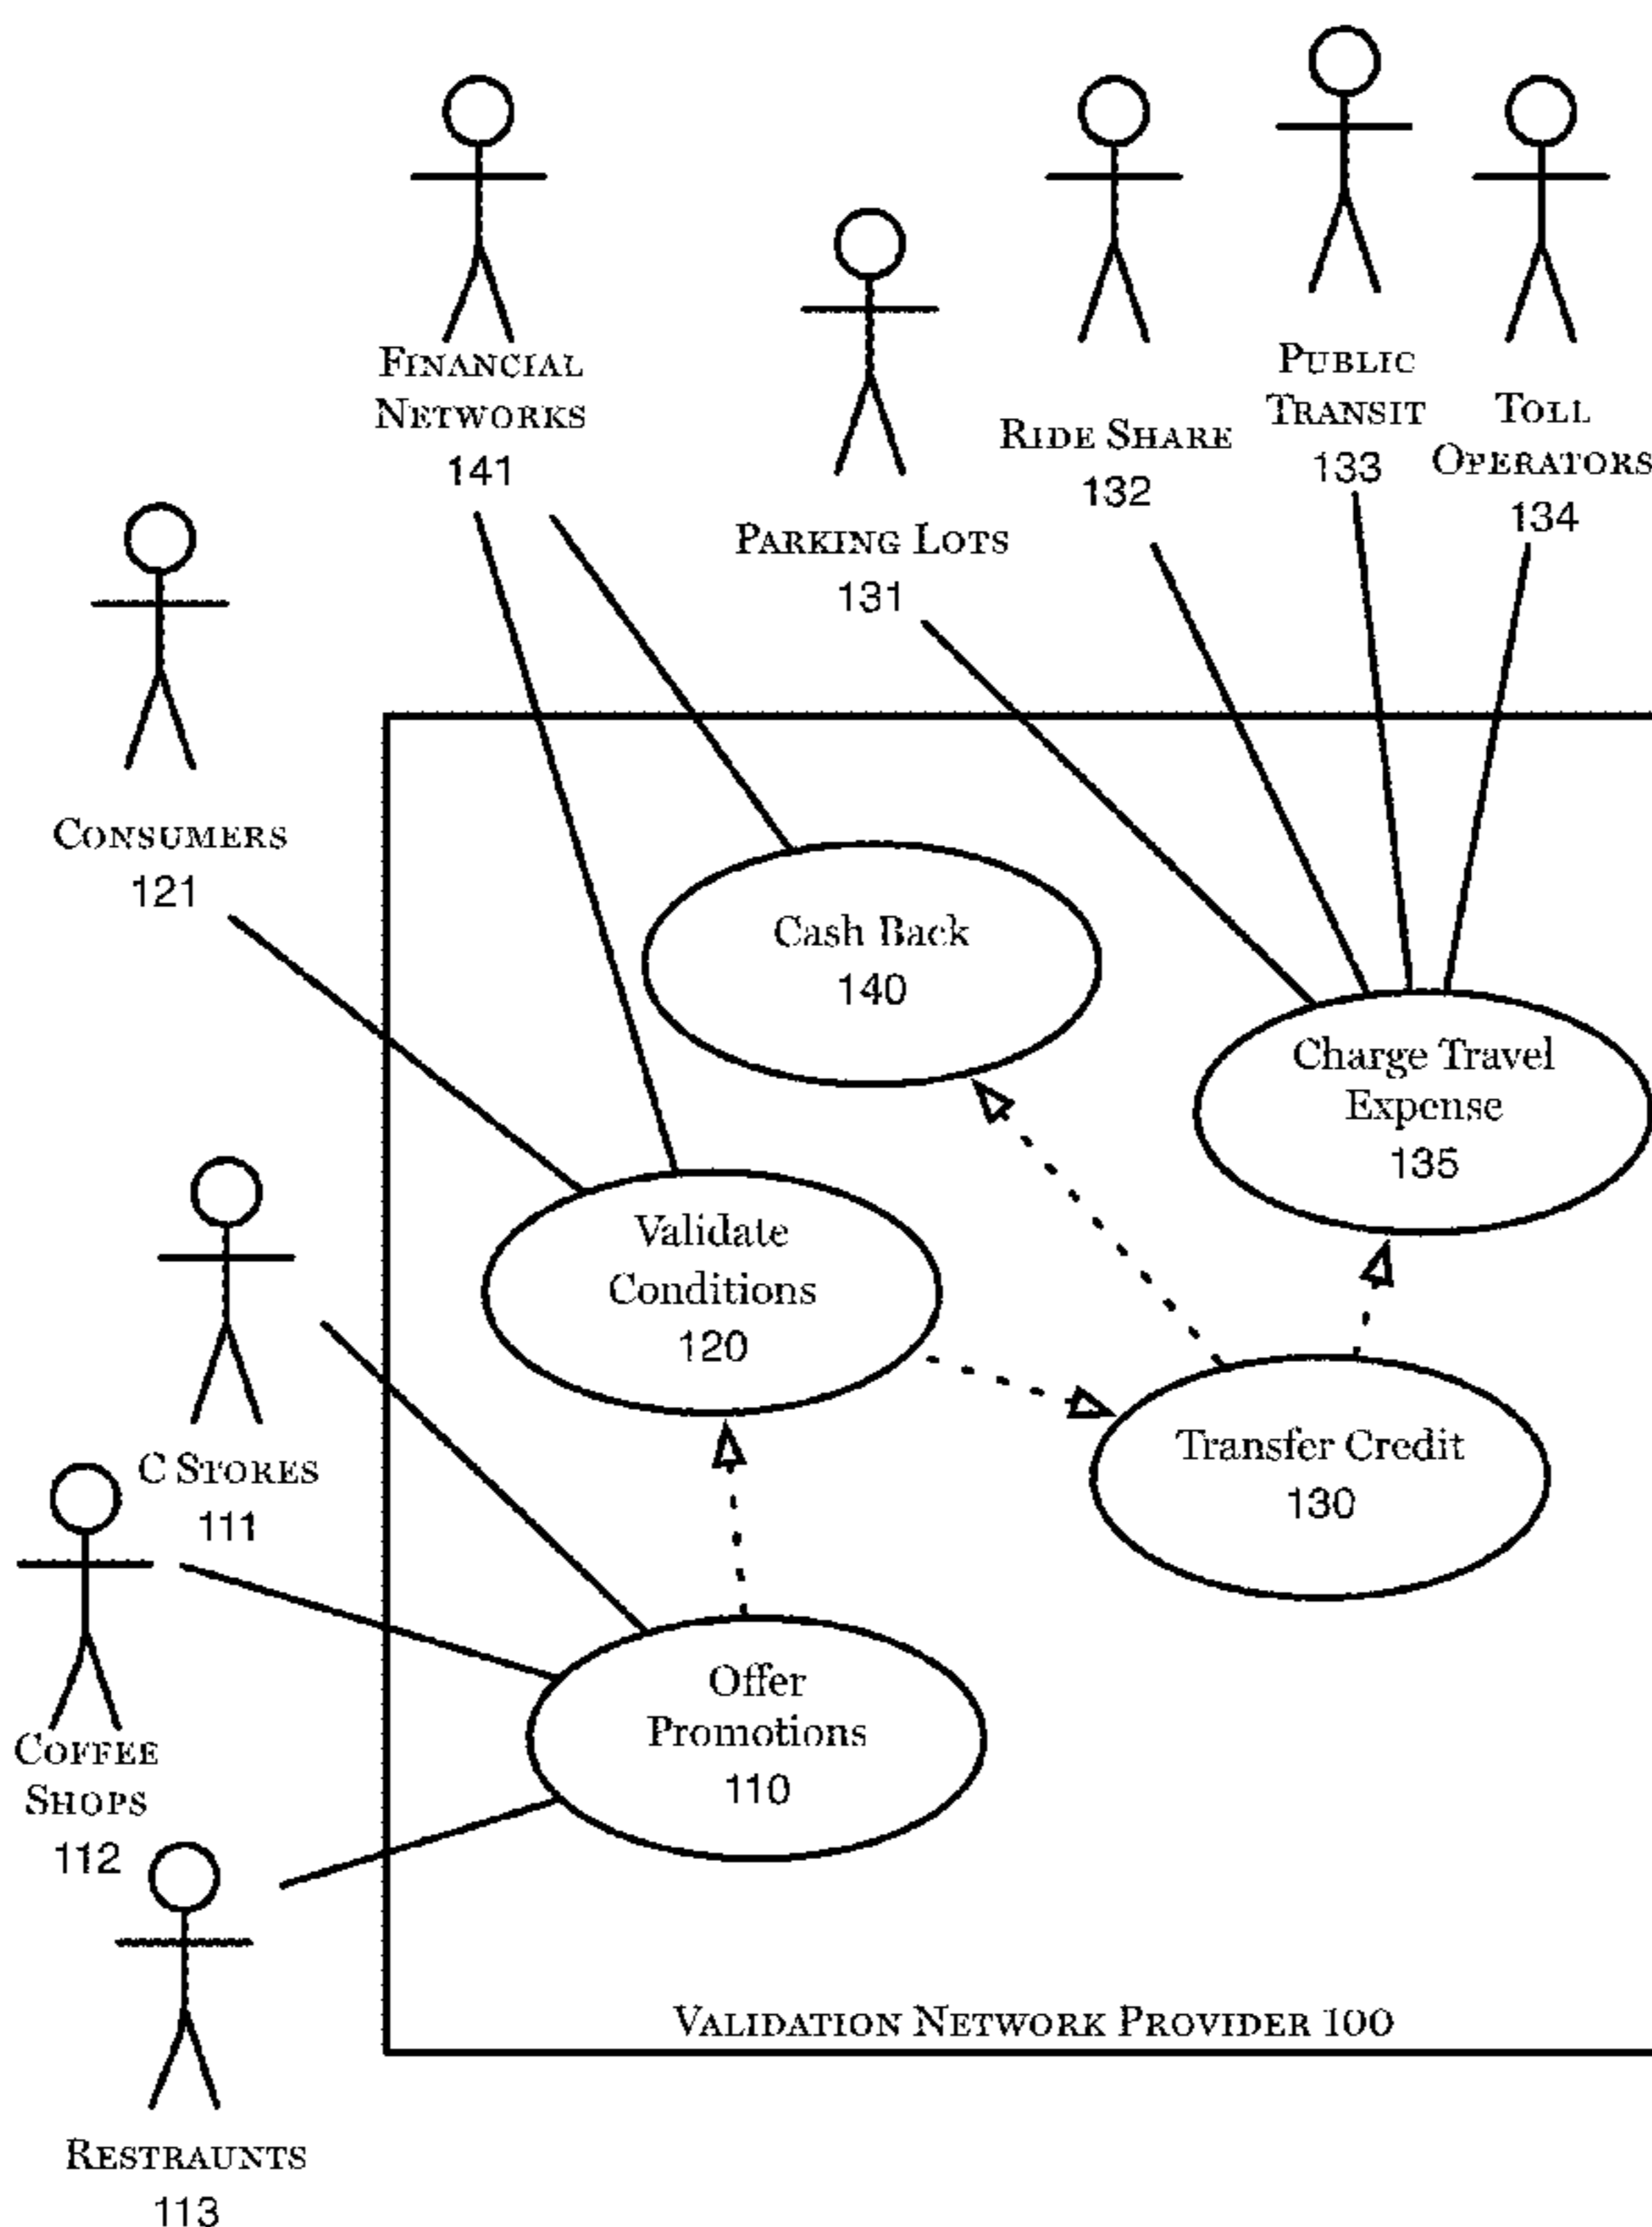 FINANCIAL
NETWORKS
141
PARKING LOTS
131
RIDE SHARE
132
PUBLIC
TRANSIT
133
TOLL
OPERATORS
134
CONSUMERS
121
Cash Back
140
Charge Travel
Expense
135
Validate
Conditions
120
Transfer Credit
130
C STORES
111
COFFEE
SHOPS
112
Offer
Promotions
110
RESTRAUNTS
113
VALIDATION NETWORK PROVIDER 100